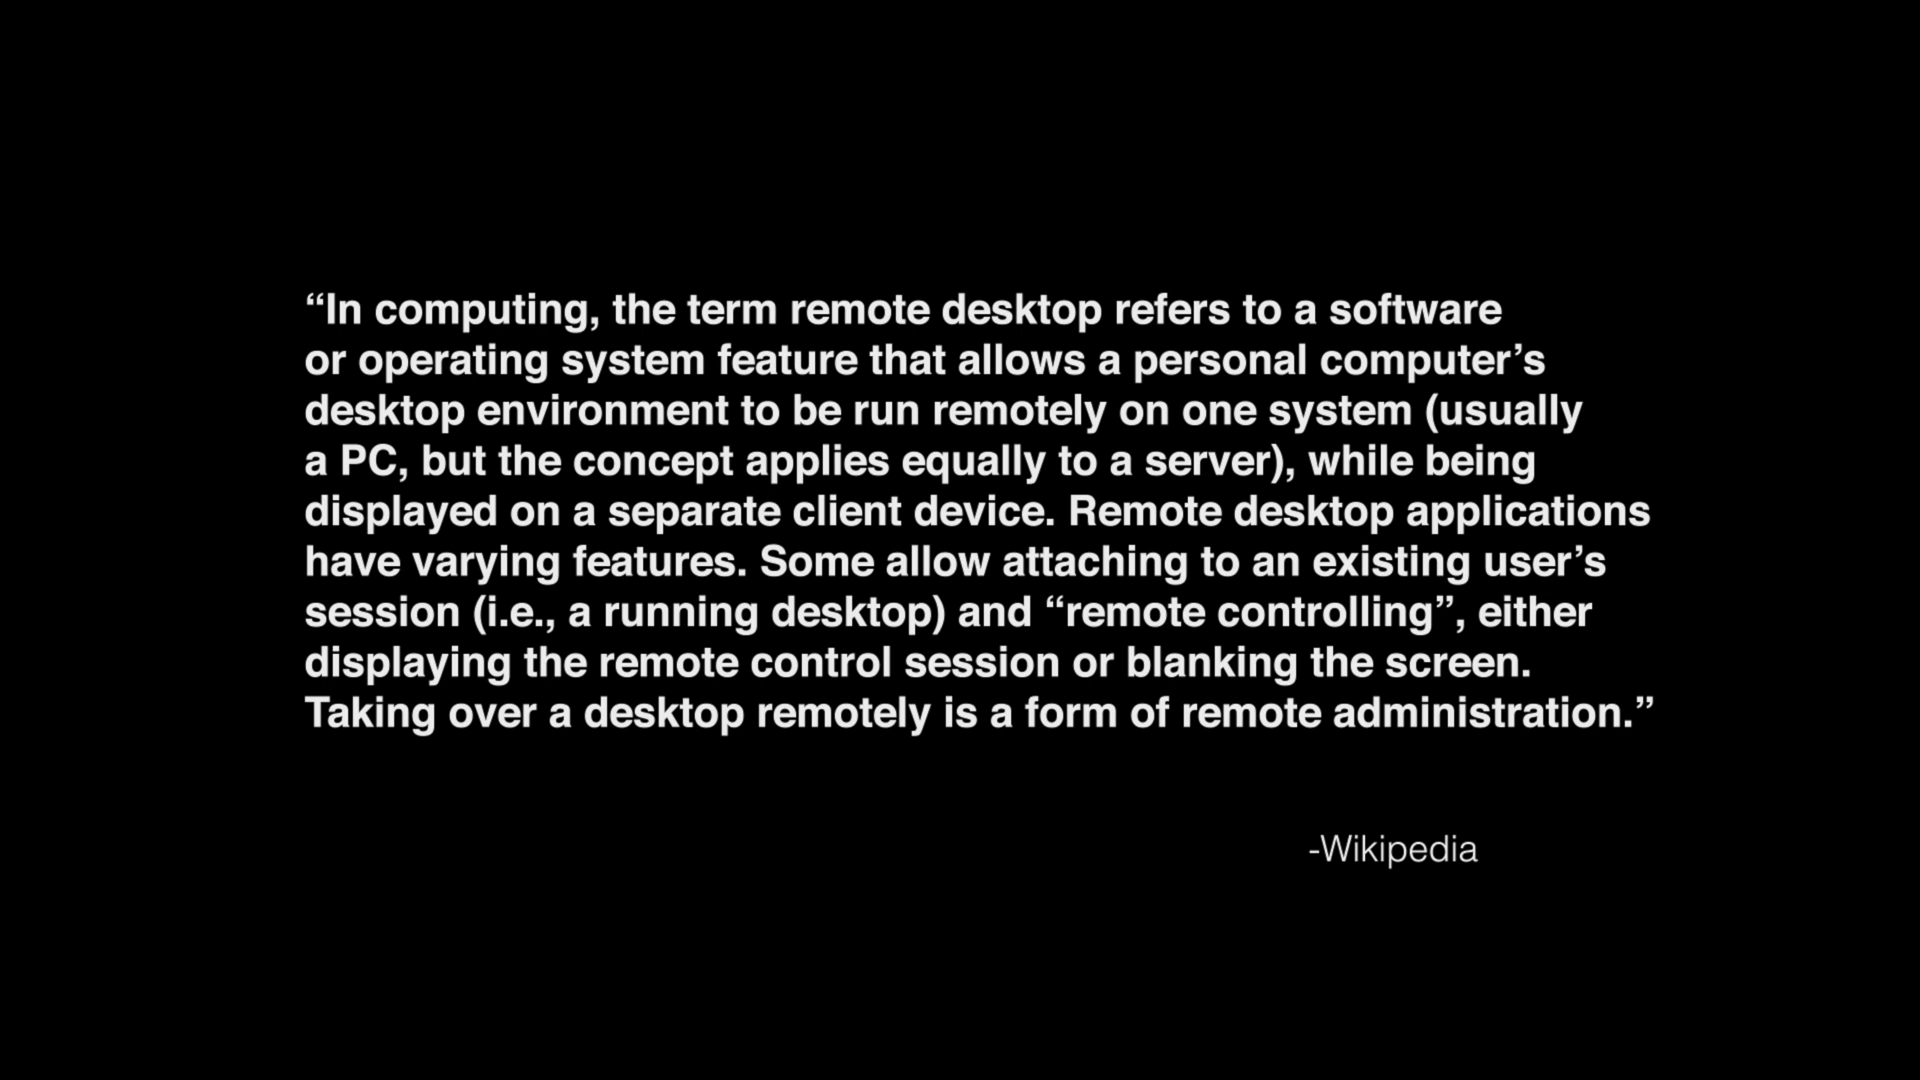 “In computing, the term remote desktop refers to a software
or operating system feature that allows a personal computer’s
desktop environment to be run remotely on one system (usually
a PC, but the concept applies equally to a server), while being
displayed on a separate client device. Remote desktop applications
have varying features. Some allow attaching to an existing user’s
session (i.e., a running desktop) and “remote controlling”, either
displaying the remote control session or blanking the screen.
Taking over a desktop remotely is a form of remote administration.”
-Wikipedia